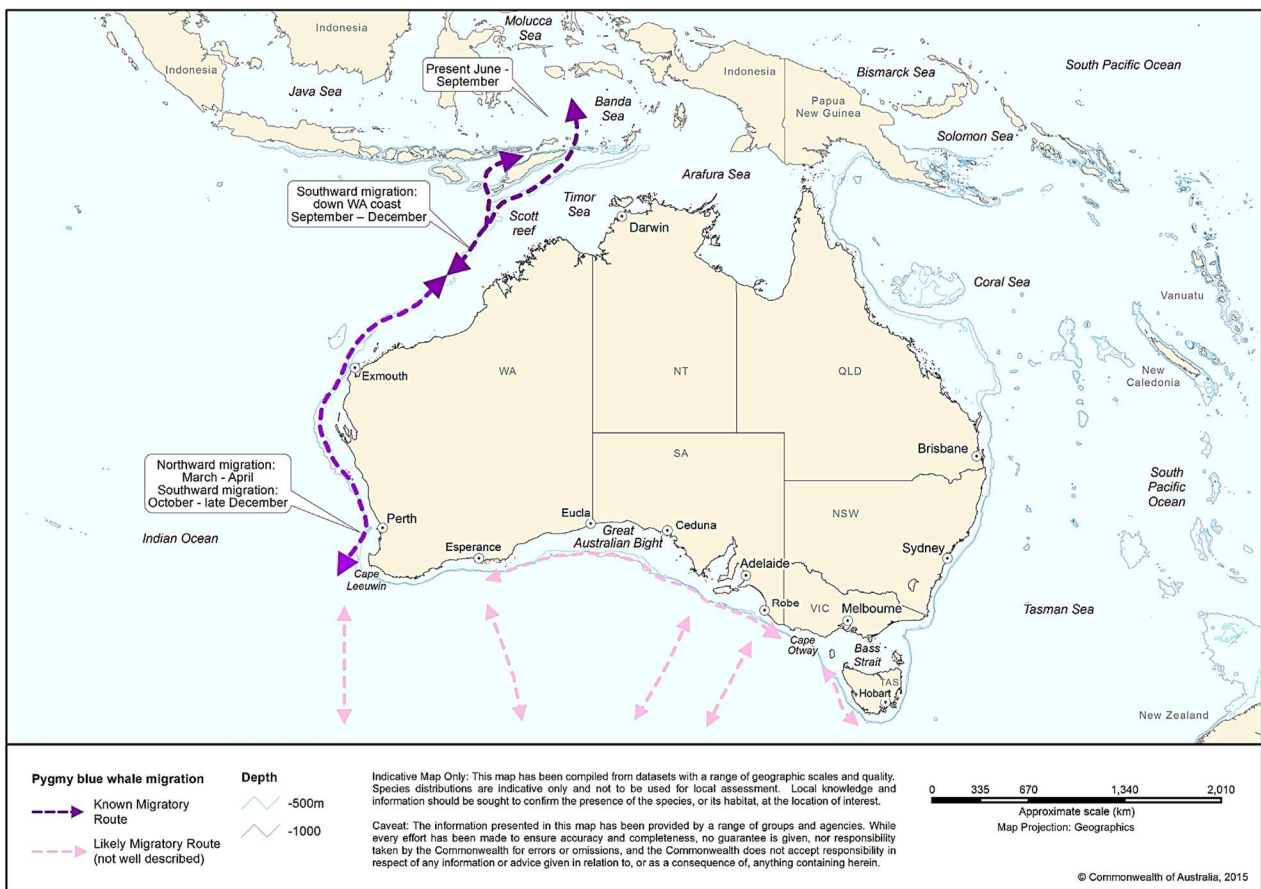 Indonesia
Molucca
Sea
Indonesia
Present June -
September
Indonesia
Bismarck Sea
South Pacific Ocean
Java Sea
Banda
Sea
Papua
New Guinea
Solomon Sea
Southward migration:
down WA coast
September – December
Arafura Sea
Timor
Sea
Scott
reef
Darwin
Coral Sea
Vanuatu
Exmouth
WA
NT
QLD
New
Caledonia
Brisbane
SA
Northward migration:
March - April
Southward migration:
October - late December
South
Pacific
Ocean
Perth
Eucla
Great
Australian Bight
Ceduna
NSW
Indian Ocean
Esperance
Sydney
Cape
Leeuwin
Adelaide
Robe
VIC
Melbourne
Tasman Sea
Cape
Otway
Bass
Strait
TAS
Hobart
New Zealand
Pygmy blue whale migration
Known Migratory
Route
Likely Migratory Route
(not well described)
Depth
-500m
-1000
Indicative Map Only: This map has been compiled from datasets with a range of geographic scales and quality.
Species distributions are indicative only and not to be used for local assessment. Local knowledge and
information should be sought to confirm the presence of the species, or its habitat, at the location of interest.
Caveat: The information presented in this map has been provided by a range of groups and agencies. While
every effort has been made to ensure accuracy and completeness, no guarantee is given, nor responsibility
taken by the Commonwealth for errors or omissions, and the Commonwealth does not accept responsibility in
respect of any information or advice given in relation to, or as a consequence of, anything containing herein.
0 335 670 1,340 2,010
Approximate scale (km)
Map Projection: Geographics
© Commonwealth of Australia, 2015